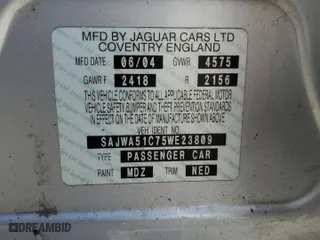 MFD BY JAGUAR CARS LTD
COVENTRY ENGLAND
MFD DATE 06/04 GVWR 4575
GAWR F 2418 R 2156
THIS VEHICLE CONFORMS TO ALL APPLICABLE FEDERAL MOTOR
VEHICLE SAFETY, BUMPER AND THEFT PREVENTION STANDARDS
IN EFFECT ON THE DATE OF MANUFACTURE SHOWN ABOVE.
VEH IDENT NO.
SAJWA51C75WE23809
TYPE PASSENGER CAR
PAINT MDZ TRIM NED